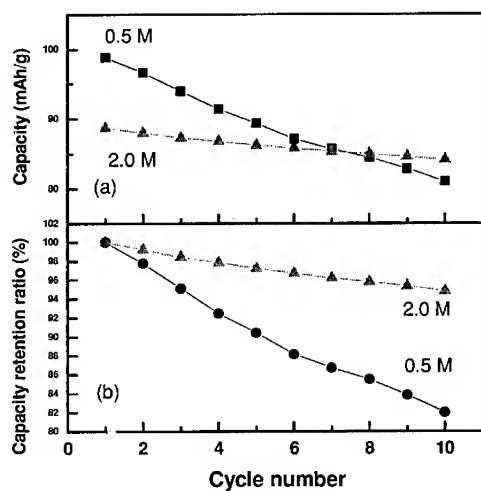 Capacity (mAh/g)
100
90
80
0.5 M
2.0 M
(a)
Capacity retention ratio (%)
102
100
98
96
94
92
90
88
86
84
82
80
2.0 M
0.5 M
(b)
0
2
4
6
8
10
Cycle number